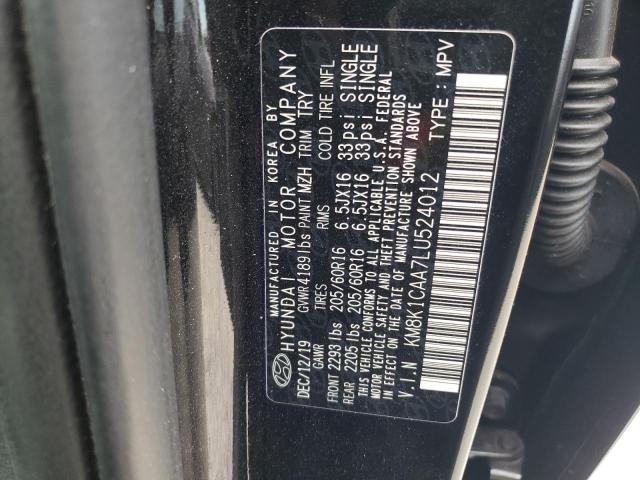 MANUFACTURED IN KOREA BY
HYUNDAI MOTOR COMPANY
DEC/12/19 GVWR 4189 lbs PAINT MZH TRIM TRY
GAWR TIRES RIMS COLD TIRE INFL
FRONT 2293 lbs 205/60R16 6.5JX16 33psi SINGLE
REAR 2205 lbs 205/60R16 6.5JX16 33psi SINGLE
THIS VEHICLE CONFORMS TO ALL APPLICABLE U.S.A. FEDERAL
MOTOR VEHICLE SAFETY AND THEFT PREVENTION STANDARDS
IN EFFECT ON THE DATE OF MANUFACTURE SHOWN ABOVE
V.I.N KM8K1CAA7LU524012 TYPE : MPV